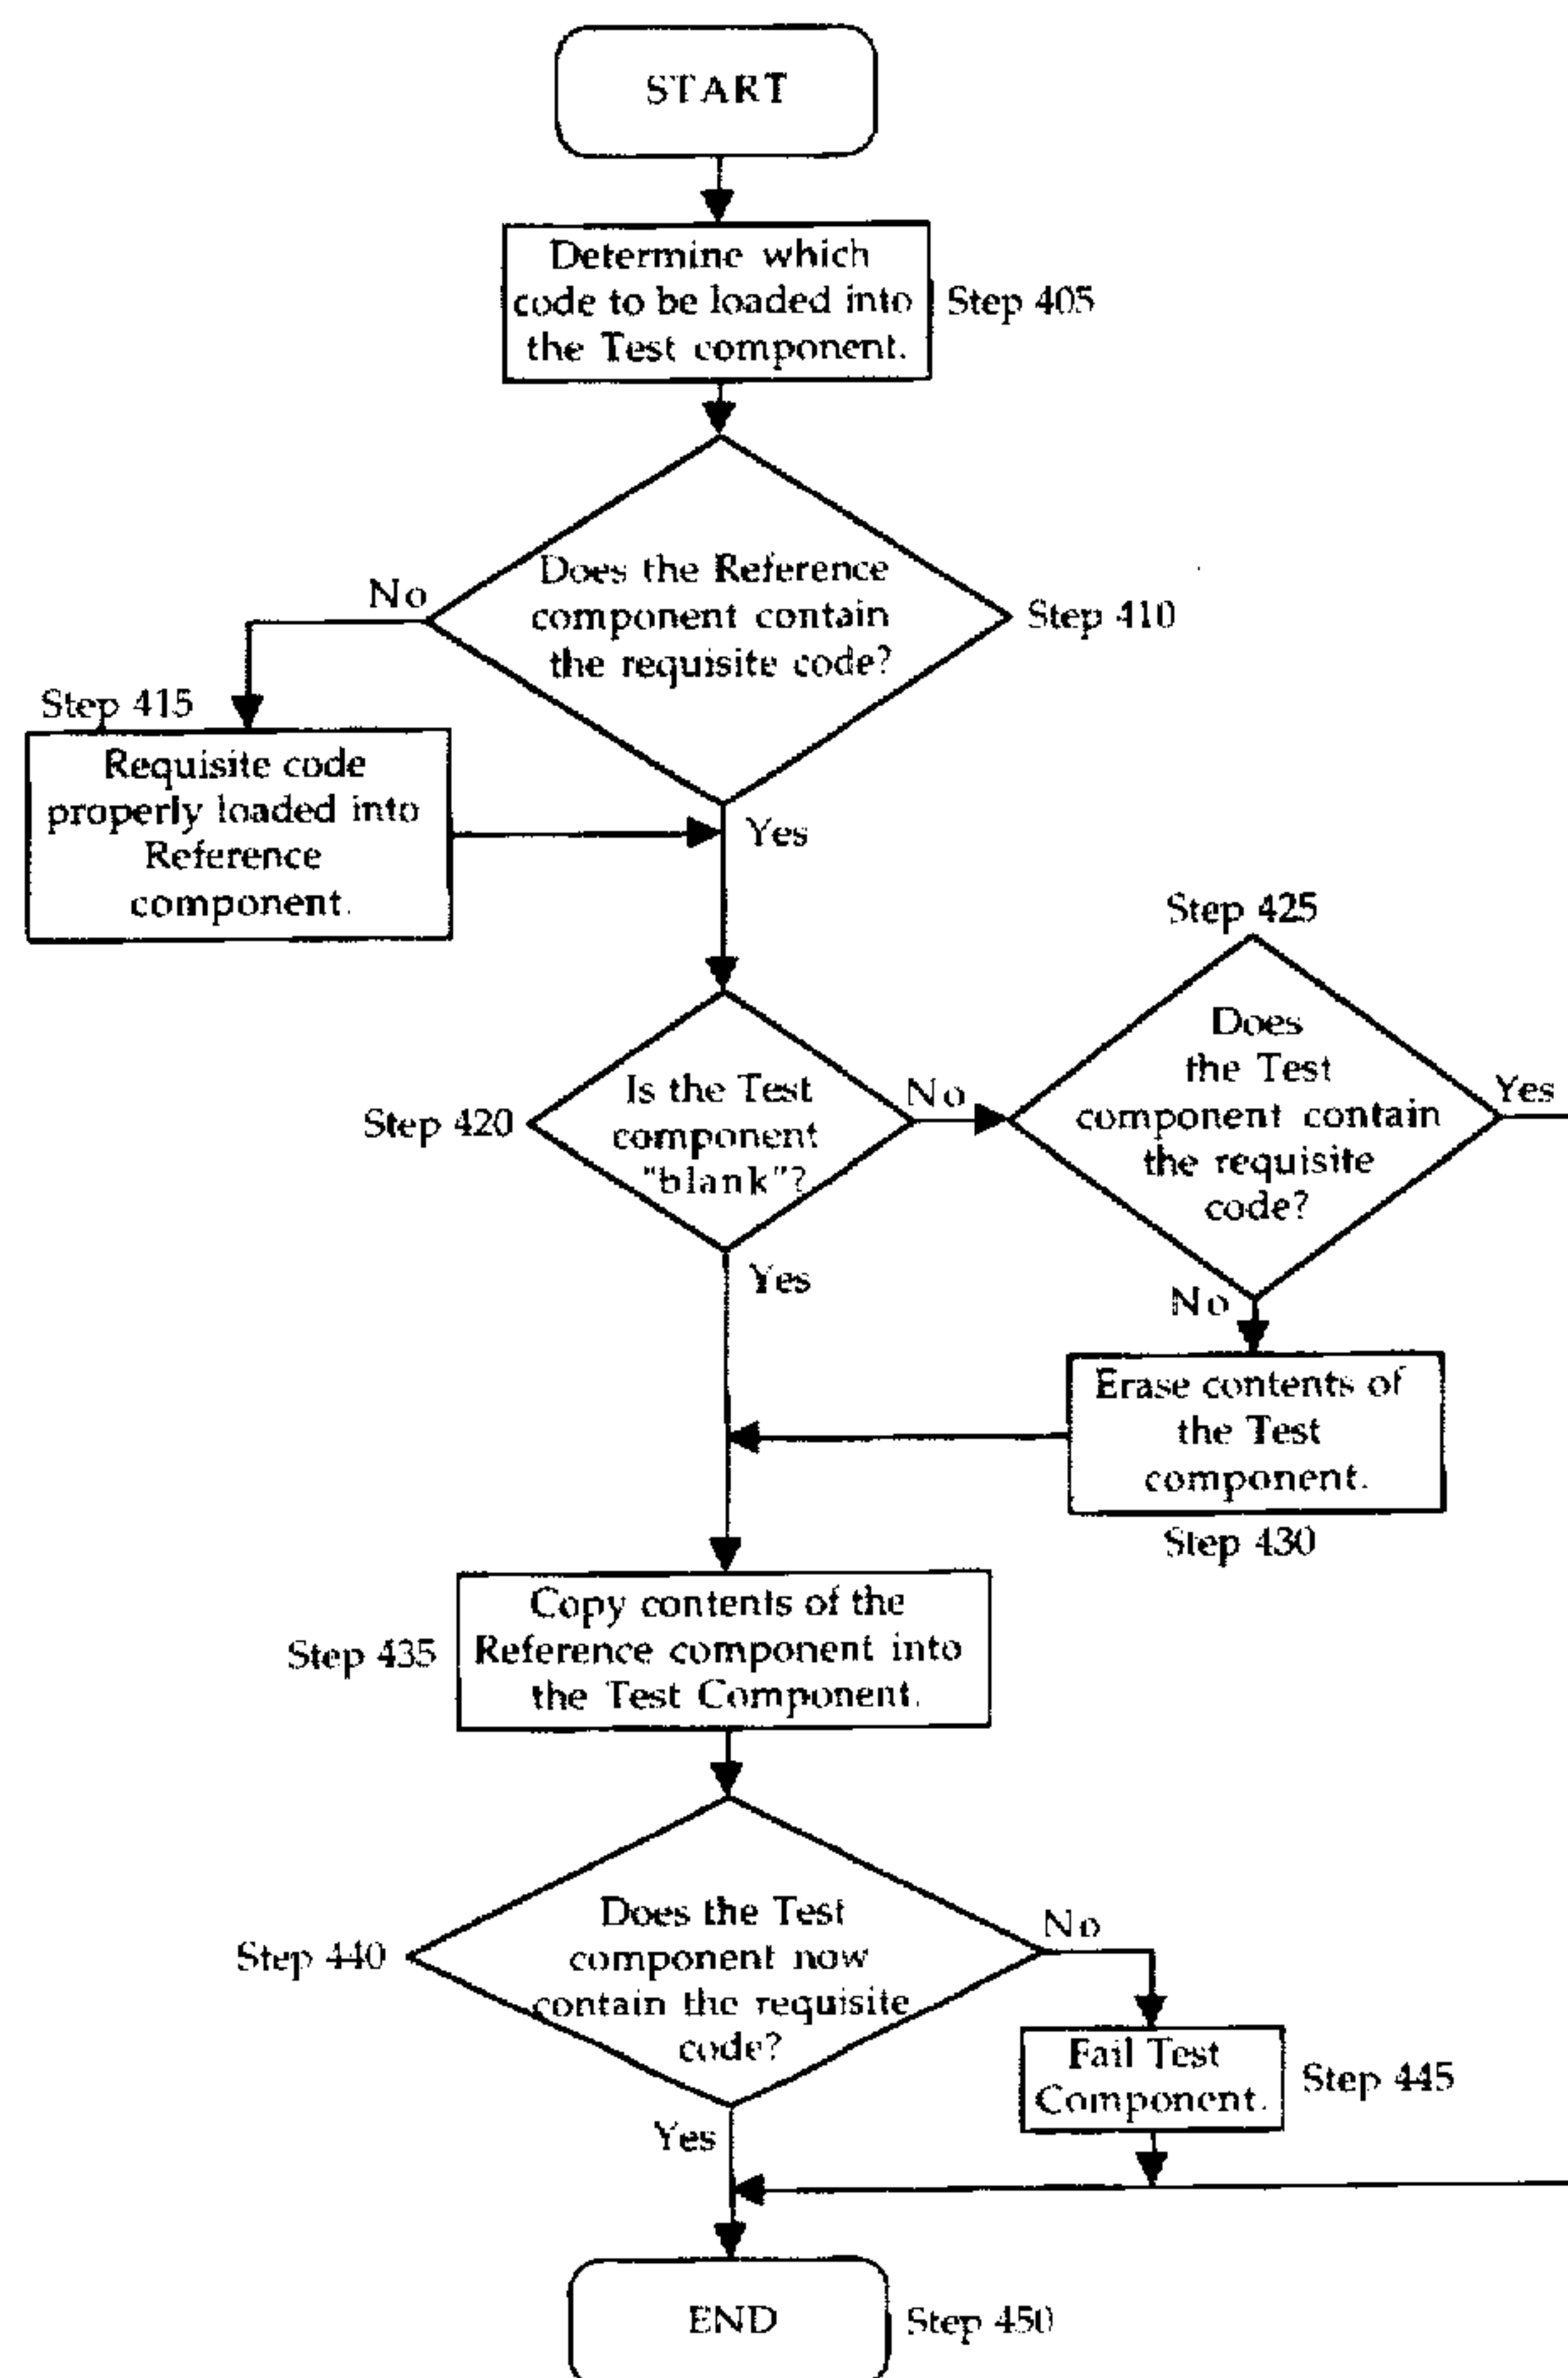 START
Determine which
code to be loaded into
the Test component.
Step 405
Does the Reference
component contain
the requisite code?
Step 410
No
Step 415
Requisite code
properly loaded into
Reference
component.
Yes
Step 420
Is the Test
component
"blank"?
No
Step 425
Does
the Test
component contain
the requisite
code?
Yes
Yes
No
Erase contents of
the Test
component.
Step 430
Step 435
Copy contents of the
Reference component into
the Test Component.
Step 440
Does the Test
component now
contain the requisite
code?
No
Fail Test
Component.
Step 445
Yes
END
Step 450